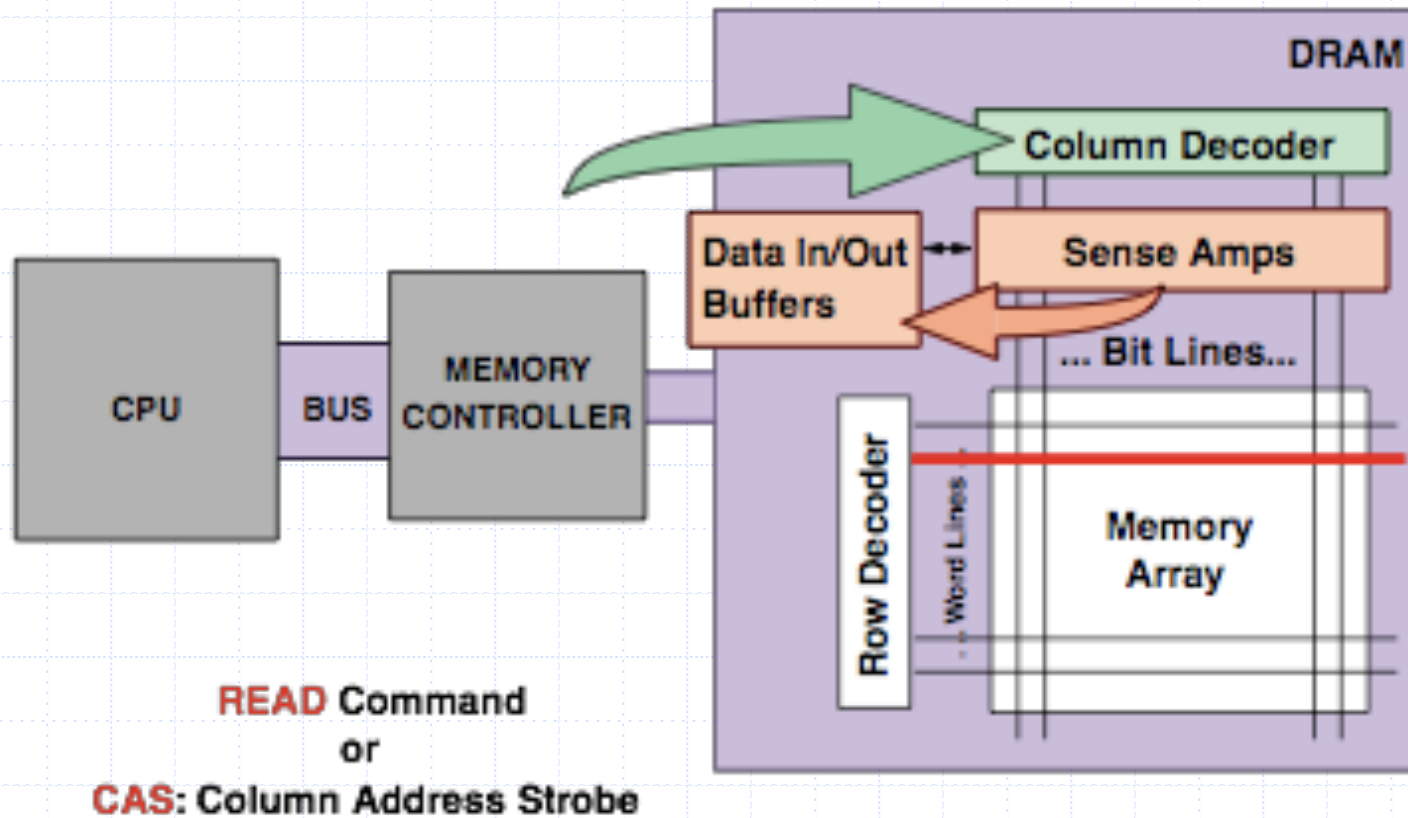 DRAM
Column Decoder
Data In/Out
Buffers
Sense Amps
... Bit Lines...
CPU
BUS
MEMORY
CONTROLLER
Row Decoder
... Word Lines ...
Memory
Array
READ Command
or
CAS: Column Address Strobe